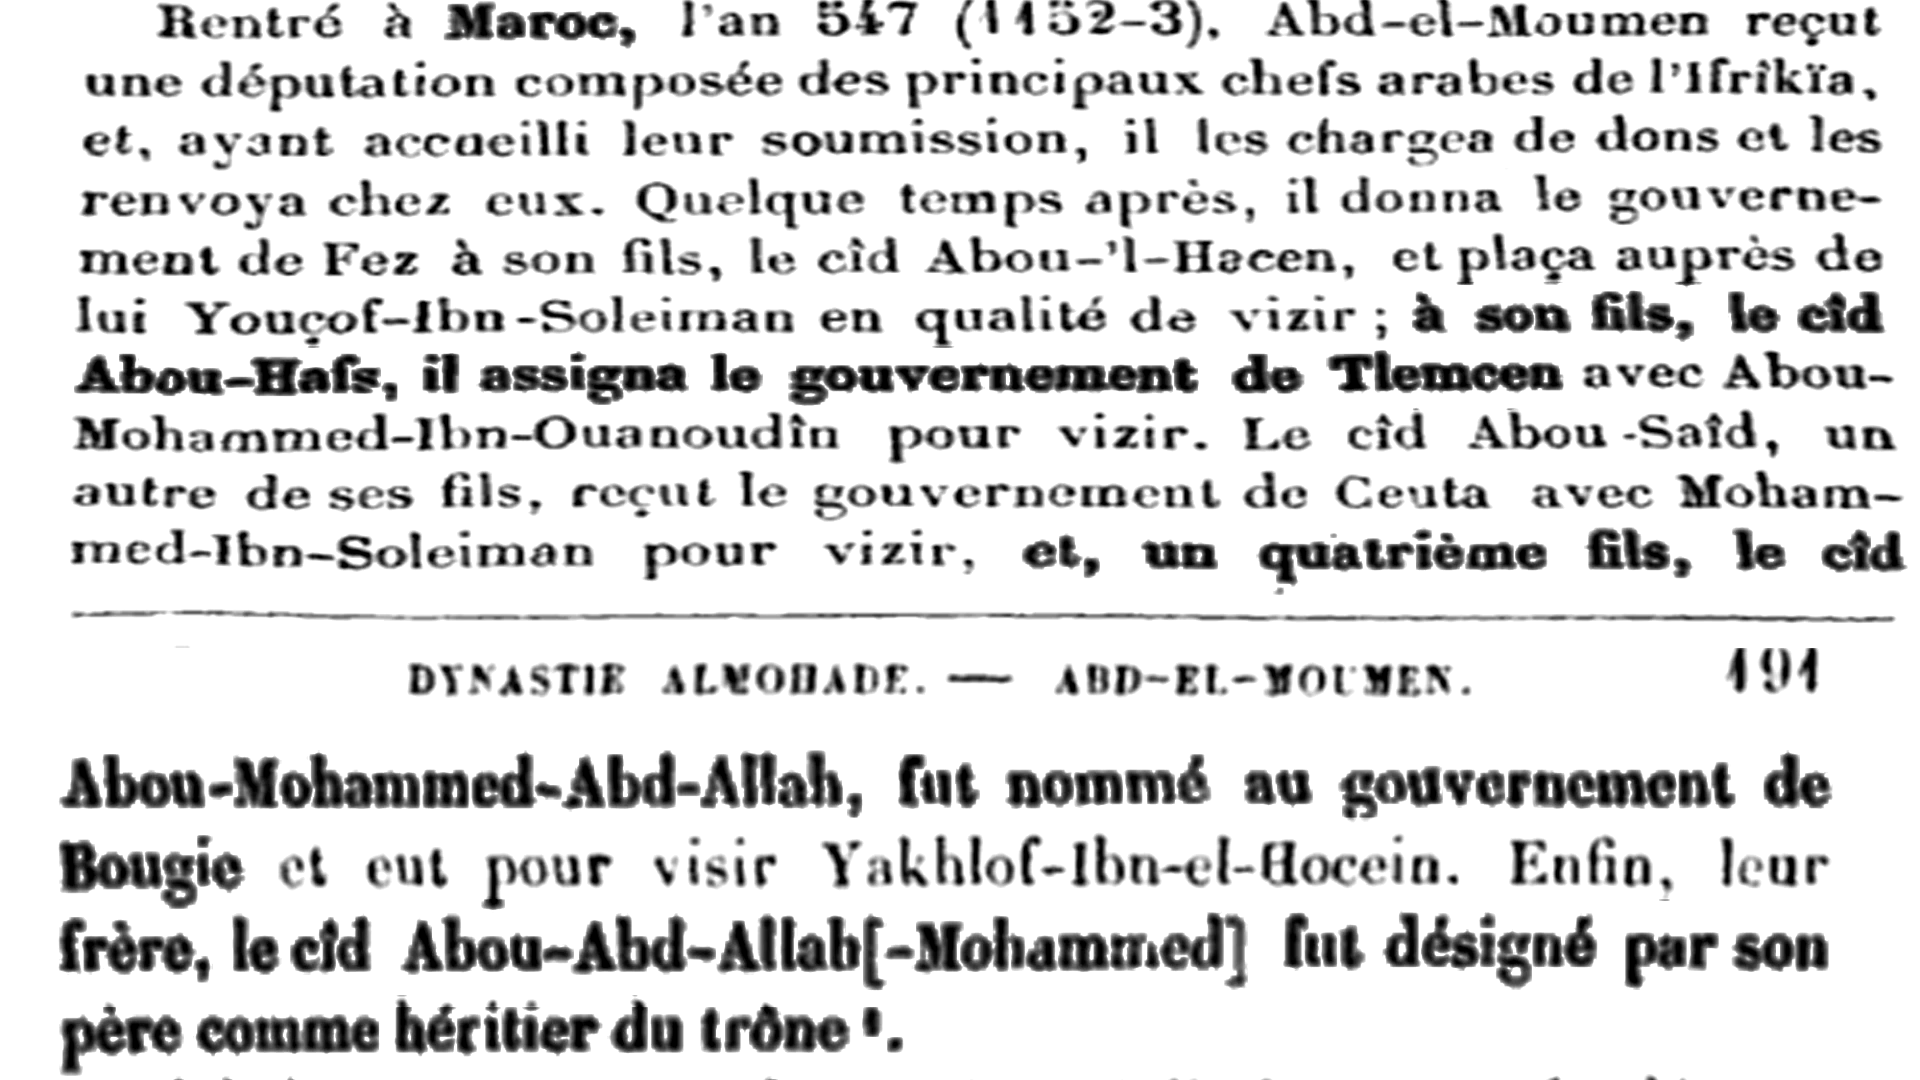 Rentré à Maroc, l'an 547 (1152-3), Abd-el-Moumen reçut
une députation composée des principaux chefs arabes de l'Ifrîkïa,
et, ayant accueilli leur soumission, il les chargea de dons et les
renvoya chez eux. Quelque temps après, il donna le gouverne-
ment de Fez à son fils, le cîd Abou-'l-Hacen, et plaça auprès de
lui Youçof-Ibn-Soleiman en qualité de vizir ; à son fils, le cîd
Abou-Hafs, il assigna le gouvernement de Tlemcen avec Abou-
Mohammed-Ibn-Ouanoudîn pour vizir. Le cîd Abou-Saîd, un
autre de ses fils, reçut le gouvernement de Ceuta avec Moham-
med-Ibn-Soleiman pour vizir, et, un quatrième fils, le cîd
DYNASTIE ALMOHADE. — ABD-EL-MOUMEN. 191
Abou-Mohammed-Abd-Allah, fut nommé au gouvernement de
Bougie et eut pour visir Yakhlof-Ibn-el-Hocein. Enfin, leur
frère, le cîd Abou-Abd-Allah[-Mohammed] fut désigné par son
père comme héritier du trône ¹.